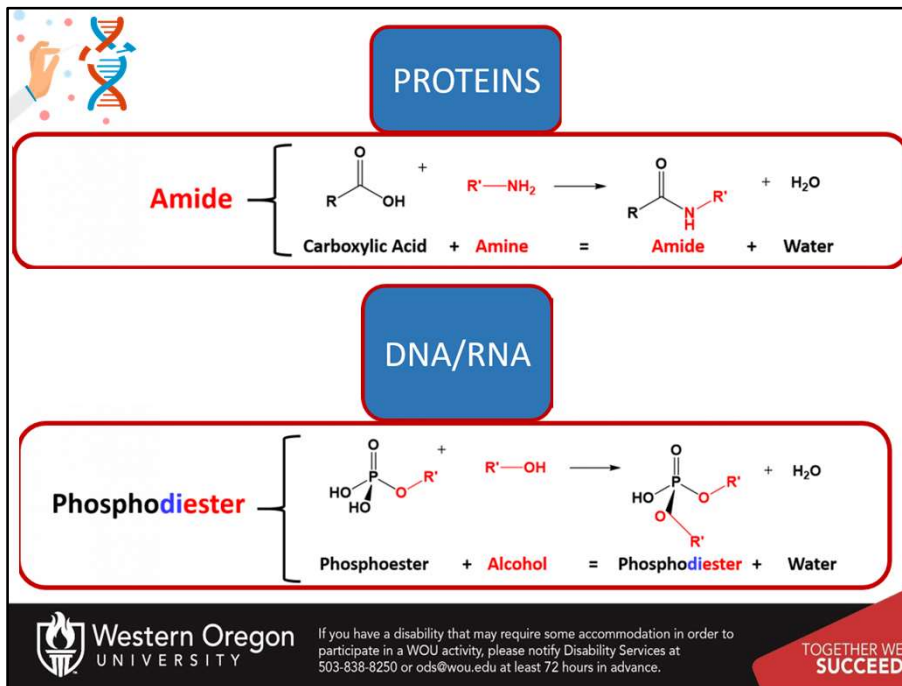 PROTEINS
Amide
O
+
R
OH
R'—NH₂
O
R
N
H
R'
+ H₂O
Carboxylic Acid + Amine = Amide + Water
DNA/RNA
Phosphodiester
O
+
HO
P
O
R'
HO
R'—OH
O
HO
P
O
R'
O
R'
+ H₂O
Phosphoester + Alcohol = Phosphodiester + Water
Western Oregon
UNIVERSITY
If you have a disability that may require some accommodation in order to
participate in a WOU activity, please notify Disability Services at
503-838-8250 or ods@wou.edu at least 72 hours in advance.
TOGETHER WE
SUCCEED